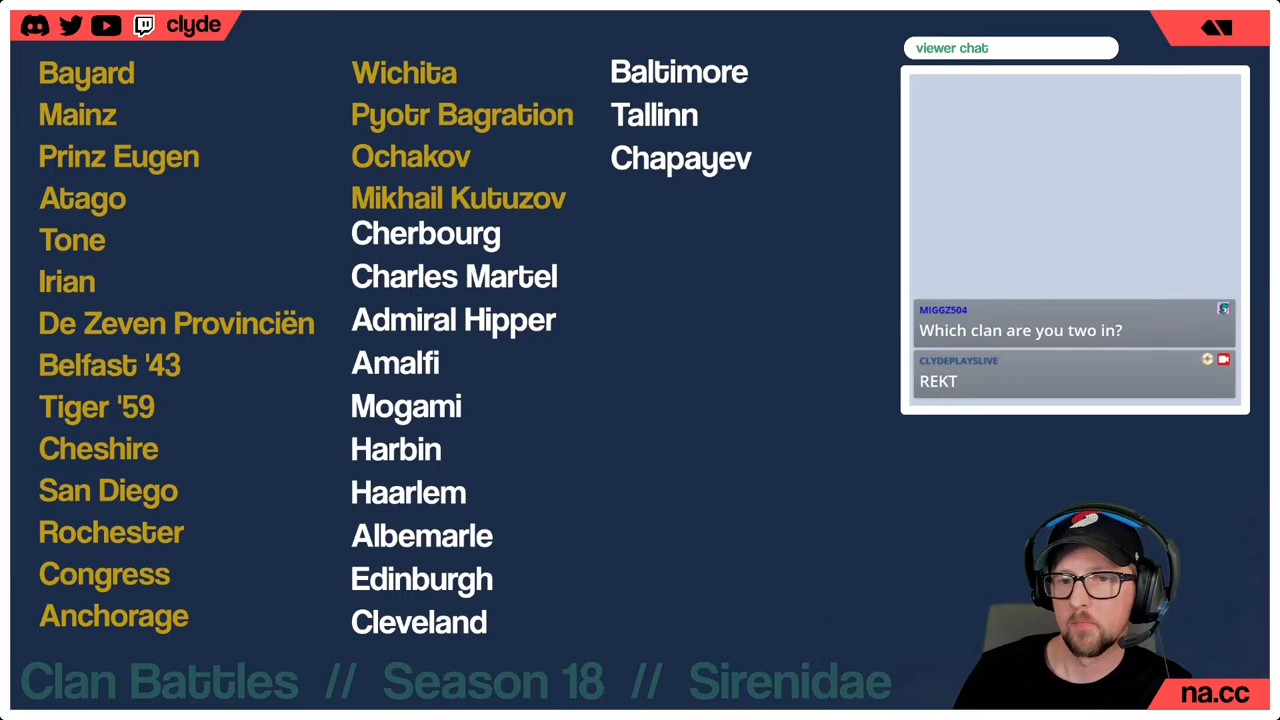 clyde
Bayard
Mainz
Prinz Eugen
Atago
Tone
Irian
De Zeven Provinciën
Belfast '43
Tiger '59
Cheshire
San Diego
Rochester
Congress
Anchorage
Wichita
Pyotr Bagration
Ochakov
Mikhail Kutuzov
Cherbourg
Charles Martel
Admiral Hipper
Amalfi
Mogami
Harbin
Haarlem
Albemarle
Edinburgh
Cleveland
Baltimore
Tallinn
Chapayev
viewer chat
MIGGZ504
Which clan are you two in?
CLYDEPLAYSLIVE
REKT
Clan Battles // Season 18 // Sirenidae
na.cc